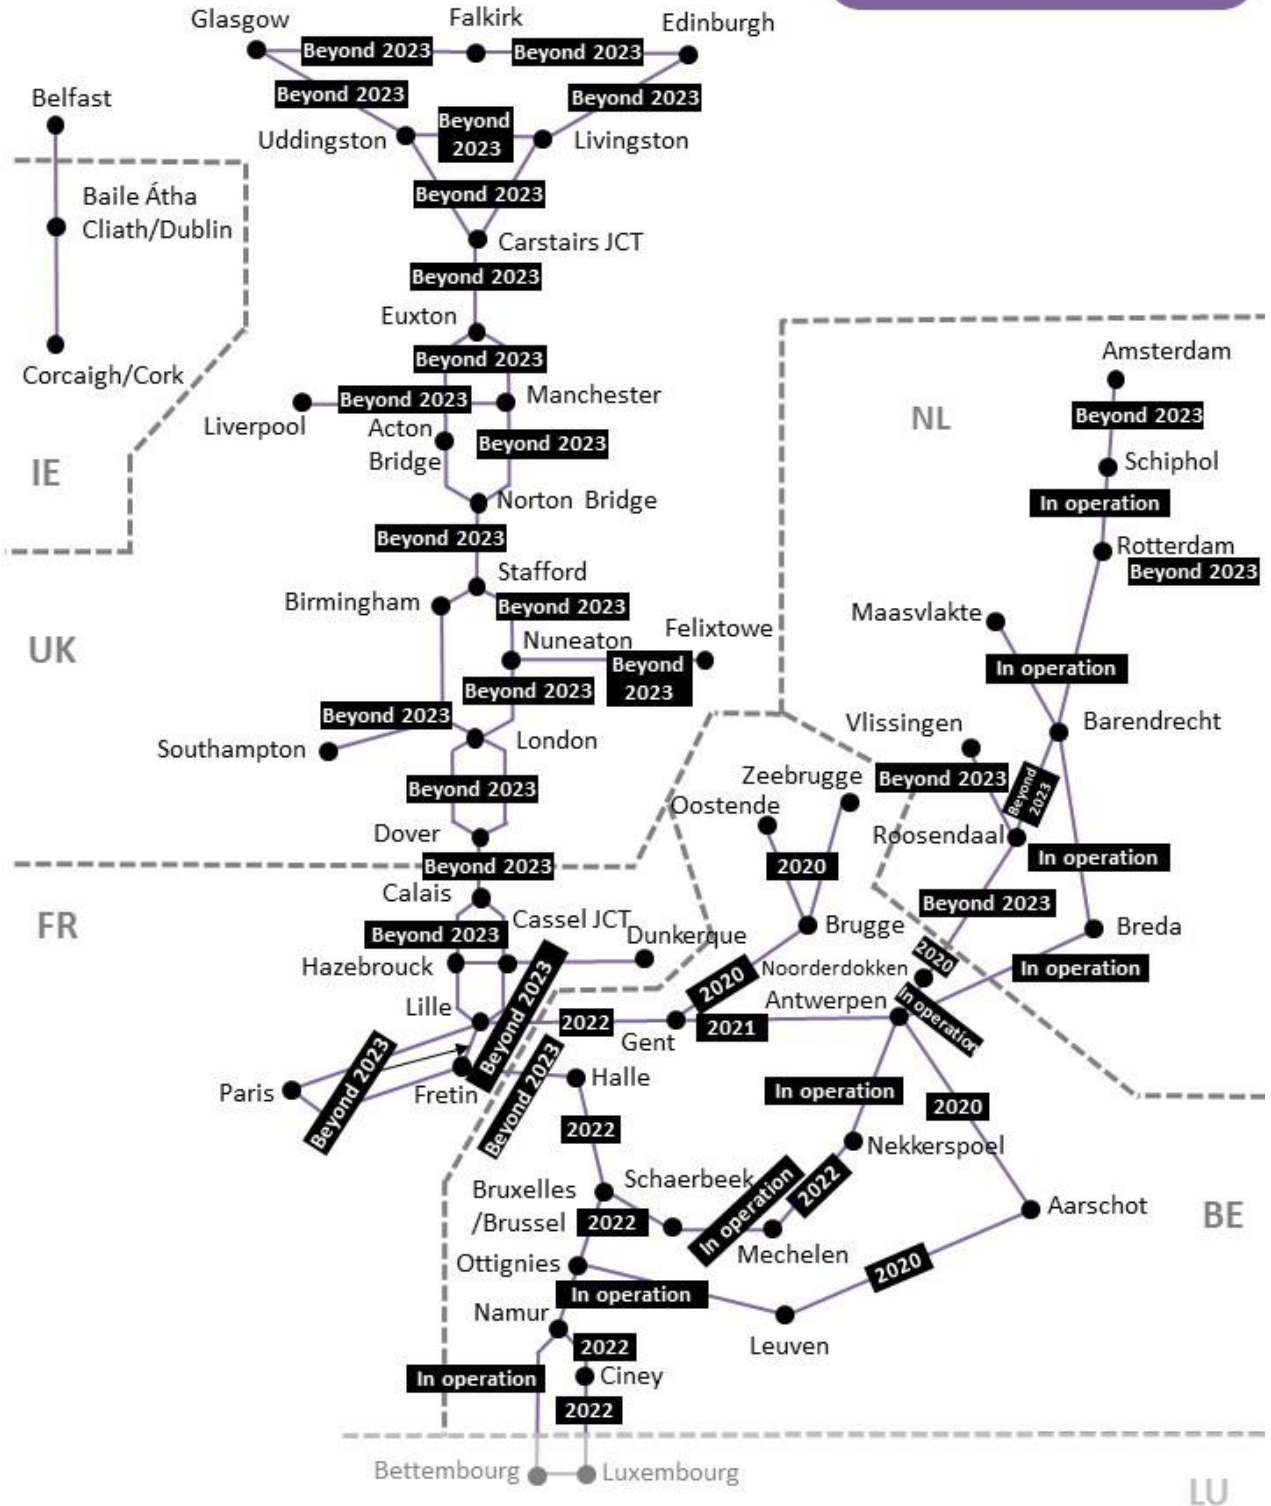 Glasgow
Falkirk
Edinburgh
Beyond 2023
Beyond 2023
Beyond 2023
Beyond 2023
Belfast
Uddingston
Beyond
2023
Livingston
Beyond 2023
Baile Átha
Cliath/Dublin
Carstairs JCT
Beyond 2023
Euxton
Beyond 2023
Corcaigh/Cork
Liverpool
Beyond 2023
Manchester
Acton
Bridge
Beyond 2023
IE
Norton Bridge
Beyond 2023
Stafford
Birmingham
Beyond 2023
UK
Nuneaton
Felixtowe
Beyond
2023
Beyond 2023
Beyond 2023
Southampton
London
Beyond 2023
Dover
Beyond 2023
NL
Amsterdam
Beyond 2023
Schiphol
In operation
Rotterdam
Beyond 2023
Maasvlakte
In operation
Barendrecht
Vlissingen
Beyond 2023
Beyond
2023
Roosendaal
In operation
Beyond 2023
Breda
In operation
Zeebrugge
Oostende
2020
Brugge
2020
Noorderdokken
2020
Antwerpen
In operation
FR
Calais
Cassel JCT
Beyond 2023
Dunkerque
Hazebrouck
Lille
Beyond 2023
2022
Gent
2021
Paris
Beyond 2023
Fretin
Beyond 2023
Halle
2022
In operation
2020
Nekkerspoel
Bruxelles
/Brussel
Schaerbeek
2022
In operation
2022
Mechelen
Aarschot
BE
Ottignies
In operation
2020
Leuven
Namur
2022
In operation
Ciney
2022
Bettembourg
Luxembourg
LU